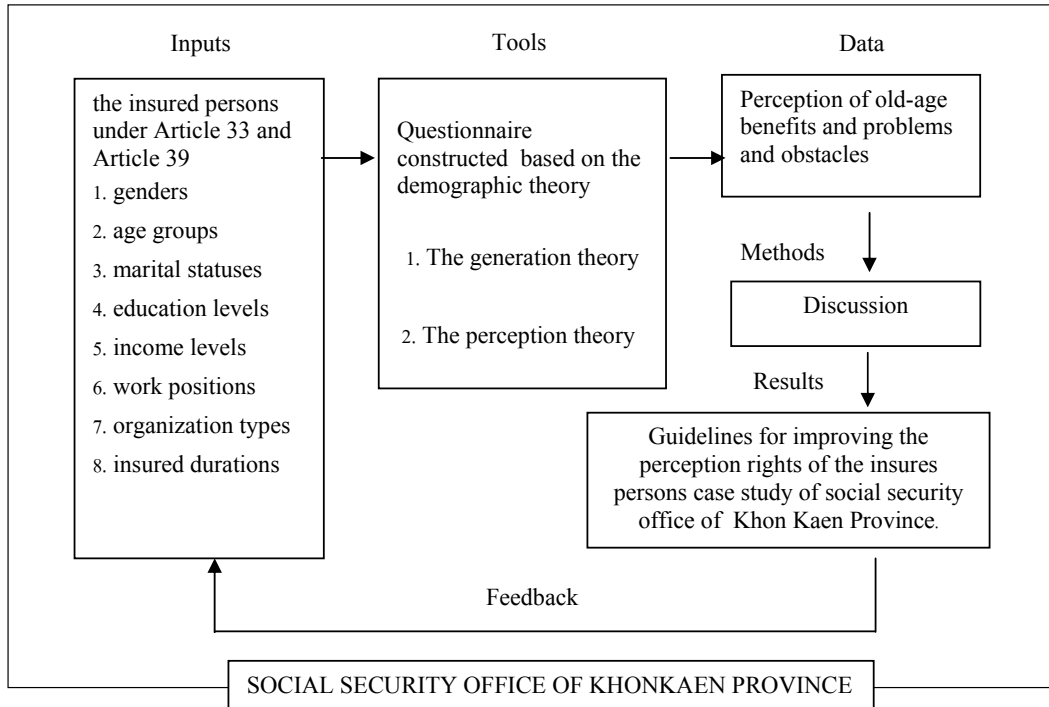 Inputs
the insured persons
under Article 33 and
Article 39
1. genders
2. age groups
3. marital statuses
4. education levels
5. income levels
6. work positions
7. organization types
8. insured durations
Tools
Questionnaire
constructed based on the
demographic theory
1. The generation theory
2. The perception theory
Data
Perception of old-age
benefits and problems
and obstacles
Methods
Discussion
Results
Guidelines for improving the
perception rights of the insures
persons case study of social security
office of Khon Kaen Province.
Feedback
SOCIAL SECURITY OFFICE OF KHONKAEN PROVINCE